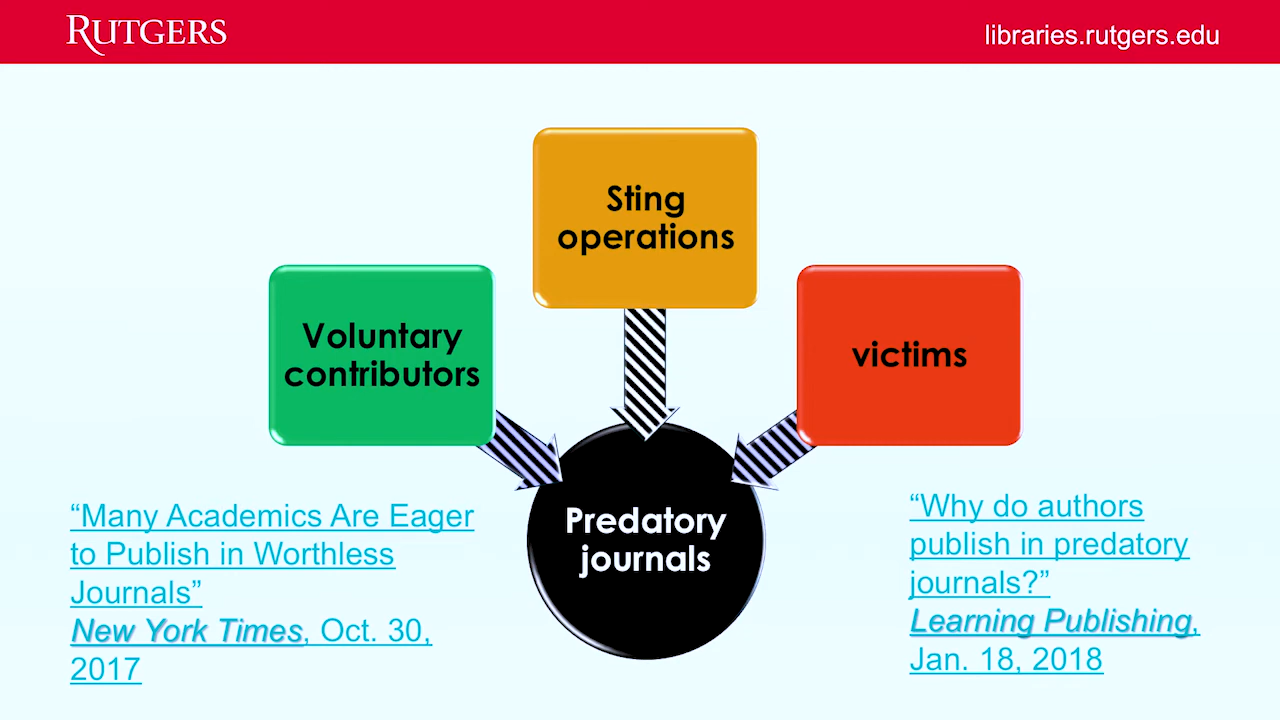 RUTGERS
libraries.rutgers.edu
Sting
operations
Voluntary
contributors
victims
Predatory
journals
“Many Academics Are Eager
to Publish in Worthless
Journals”
New York Times, Oct. 30,
2017
“Why do authors
publish in predatory
journals?”
Learning Publishing,
Jan. 18, 2018